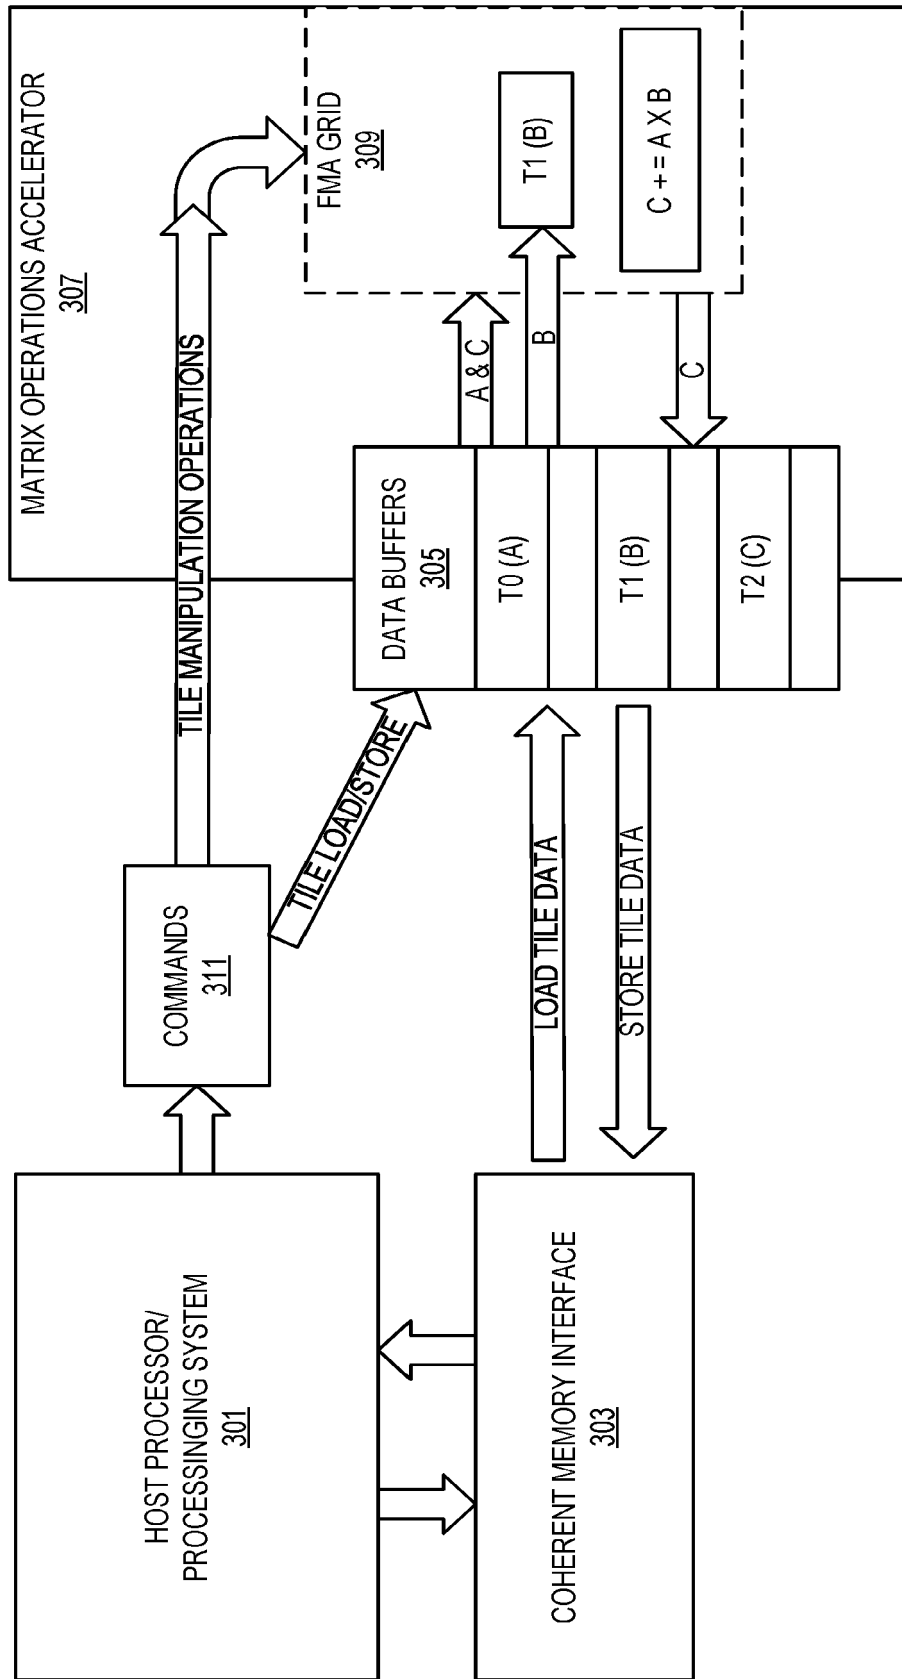 HOST PROCESSOR/
PROCESSINGING SYSTEM
301
COMMANDS
311
TILE MANIPULATION OPERATIONS
MATRIX OPERATIONS ACCELERATOR
307
TILE LOAD/STORE
COHERENT MEMORY INTERFACE
303
LOAD TILE DATA
STORE TILE DATA
DATA BUFFERS
305
T0 (A)
T1 (B)
T2 (C)
A & C
B
C
FMA GRID
309
T1 (B)
C + = A X B